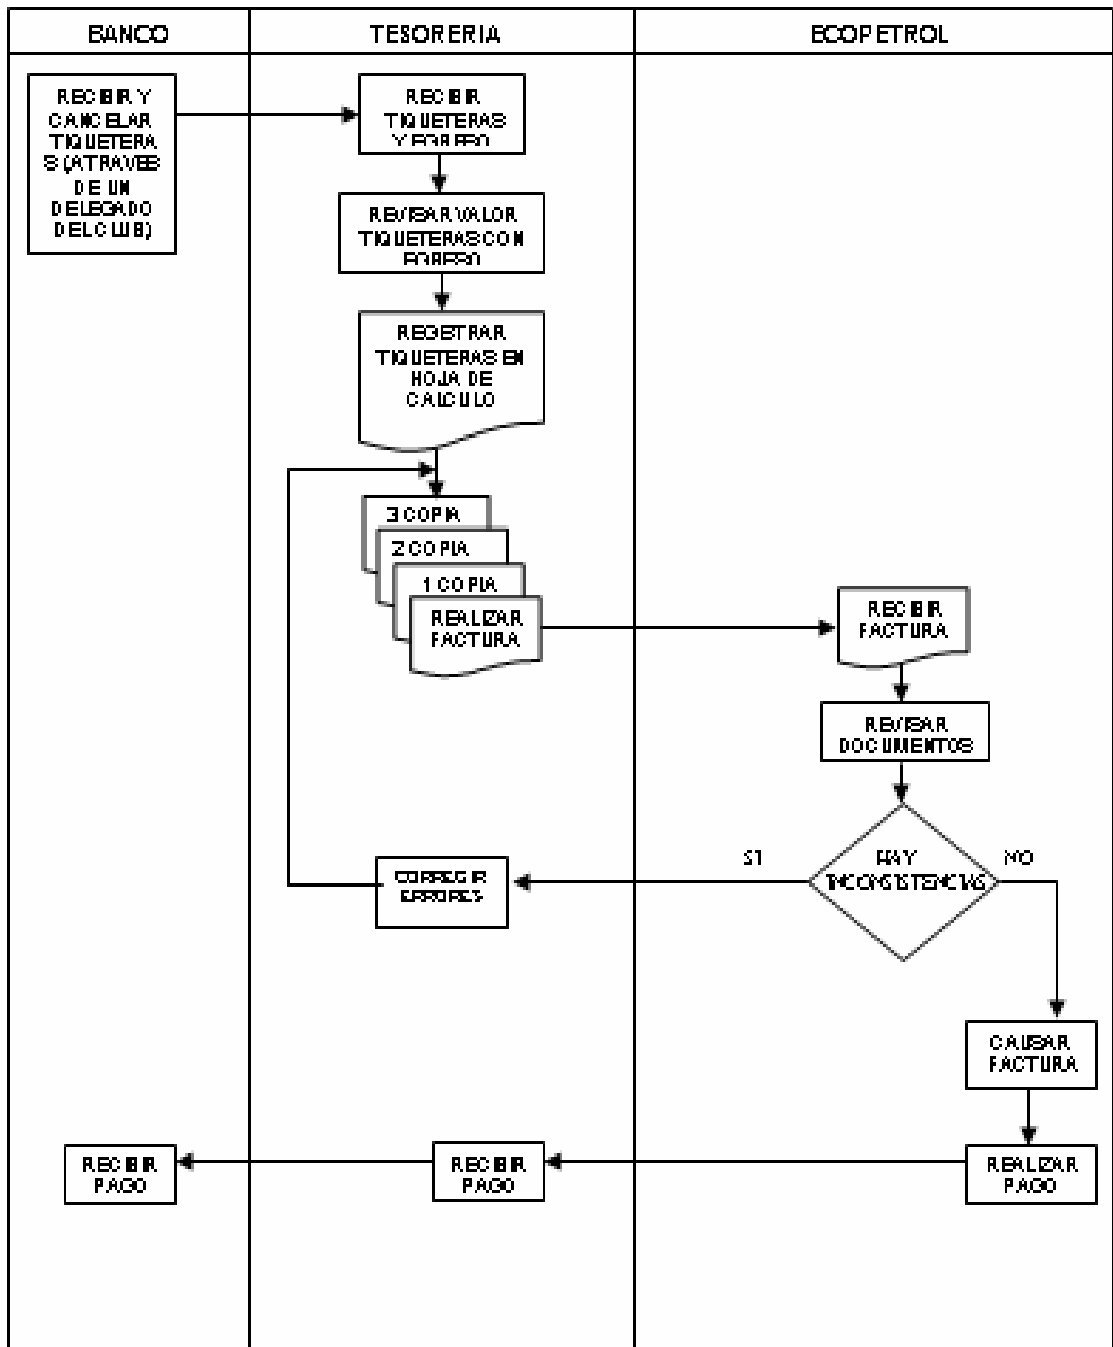 BANCO
TESORERIA
ECOPETROL
RECIBIR Y
CANCELAR
TIQUETERA
S (A TRAVES
DE UN
DELEGADO
DEL CLUB)
RECIBIR
TIQUETERAS
Y EGRESO
REVISAR VALOR
TIQUETERAS CON
EGRESO
REGISTRAR
TIQUETERAS EN
HOJA DE
CALCULO
3 COPIA
2 COPIA
1 COPIA
REALIZAR
FACTURA
RECIBIR
FACTURA
REVISAR
DOCUMENTOS
SI
HAY
INCONSISTENCIAS
NO
CORREGIR
ERRORES
CAUSAR
FACTURA
RECIBIR
PAGO
RECIBIR
PAGO
REALIZAR
PAGO